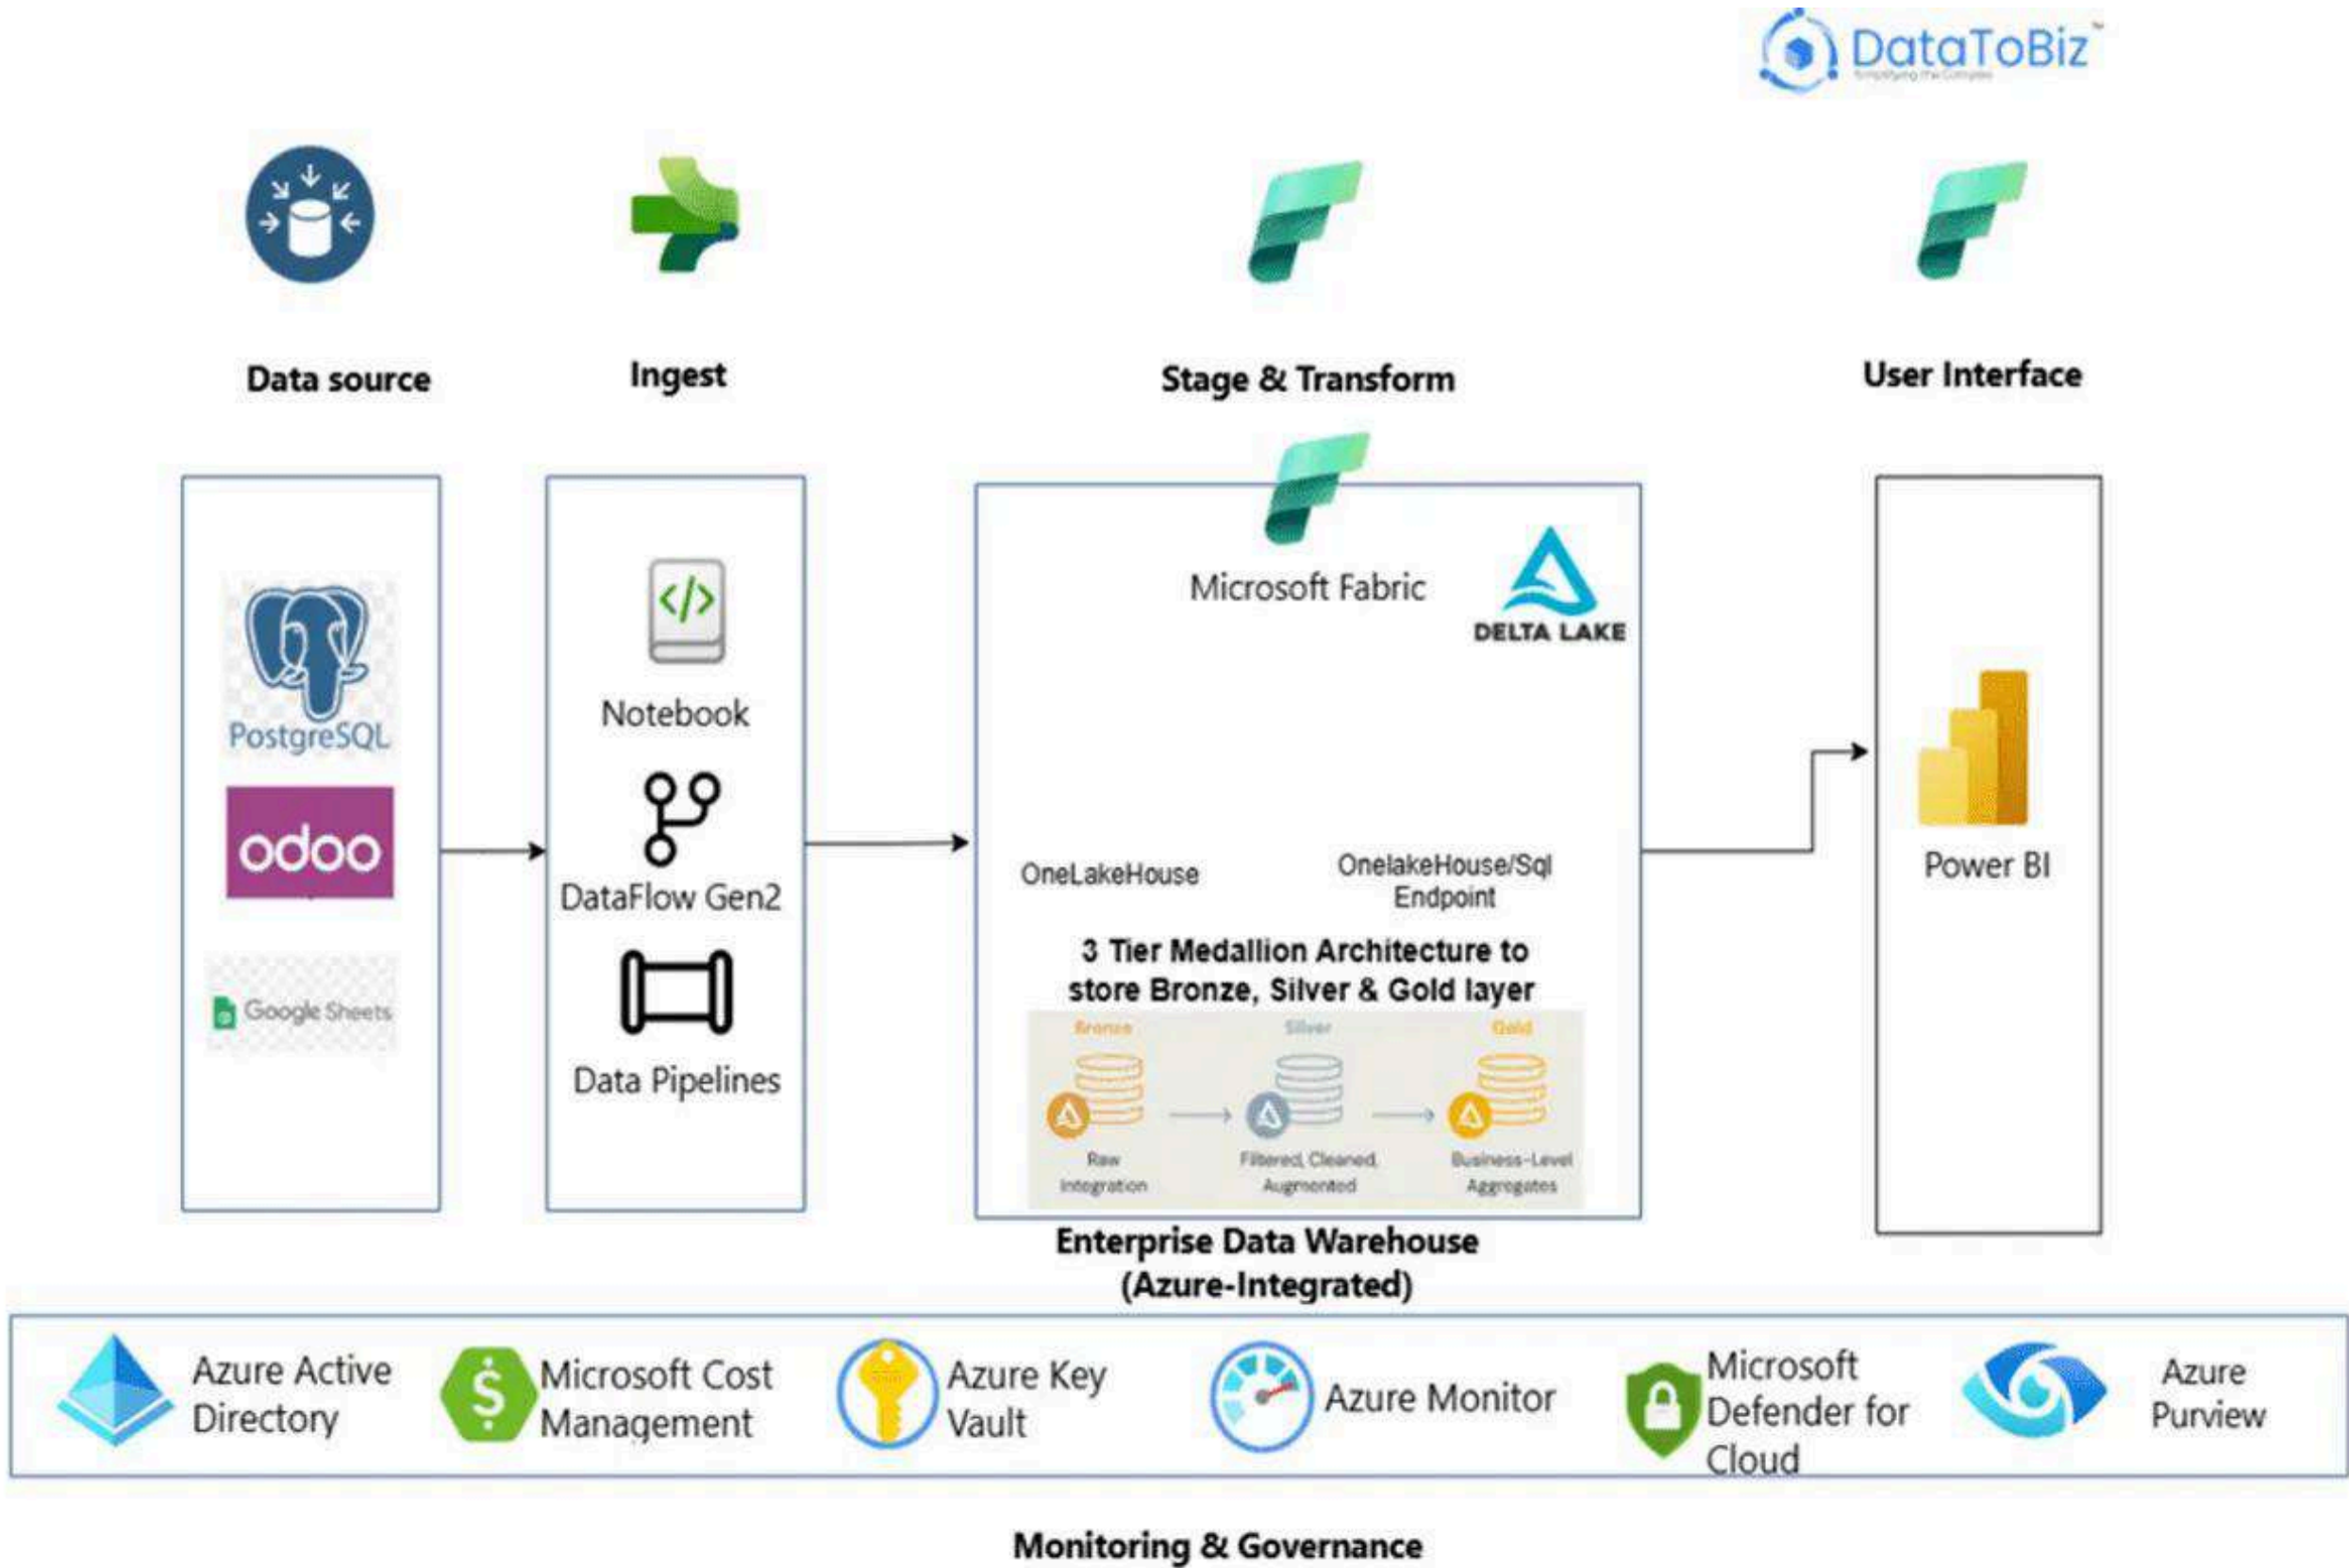 DataToBiz
Simplifying the Complex
Data source
Ingest
Stage & Transform
User Interface
PostgreSQL
odoo
Google Sheets
Notebook
DataFlow Gen2
Data Pipelines
Microsoft Fabric
DELTA LAKE
OneLakeHouse
OnelakeHouse/Sql
Endpoint
3 Tier Medallion Architecture to
store Bronze, Silver & Gold layer
Bronze
Silver
Gold
Raw
Integration
Filtered, Cleaned,
Augmented
Business-Level
Aggregates
Power BI
Enterprise Data Warehouse
(Azure-Integrated)
Azure Active
Directory
Microsoft Cost
Management
Azure Key
Vault
Azure Monitor
Microsoft
Defender for
Cloud
Azure
Purview
Monitoring & Governance